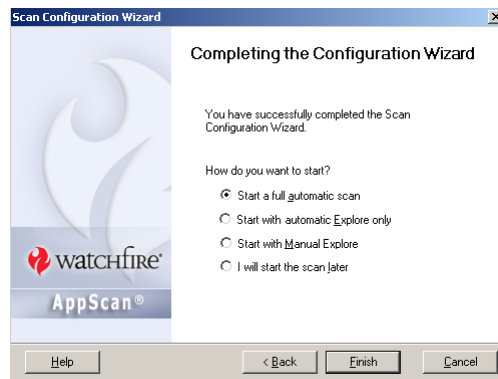 Scan Configuration Wizard
Completing the Configuration Wizard
You have successfully completed the Scan
Configuration Wizard.
How do you want to start?
Start a full automatic scan
Start with automatic Explore only
Start with Manual Explore
I will start the scan later
watchfire®
AppScan®
Help
< Back
Finish
Cancel